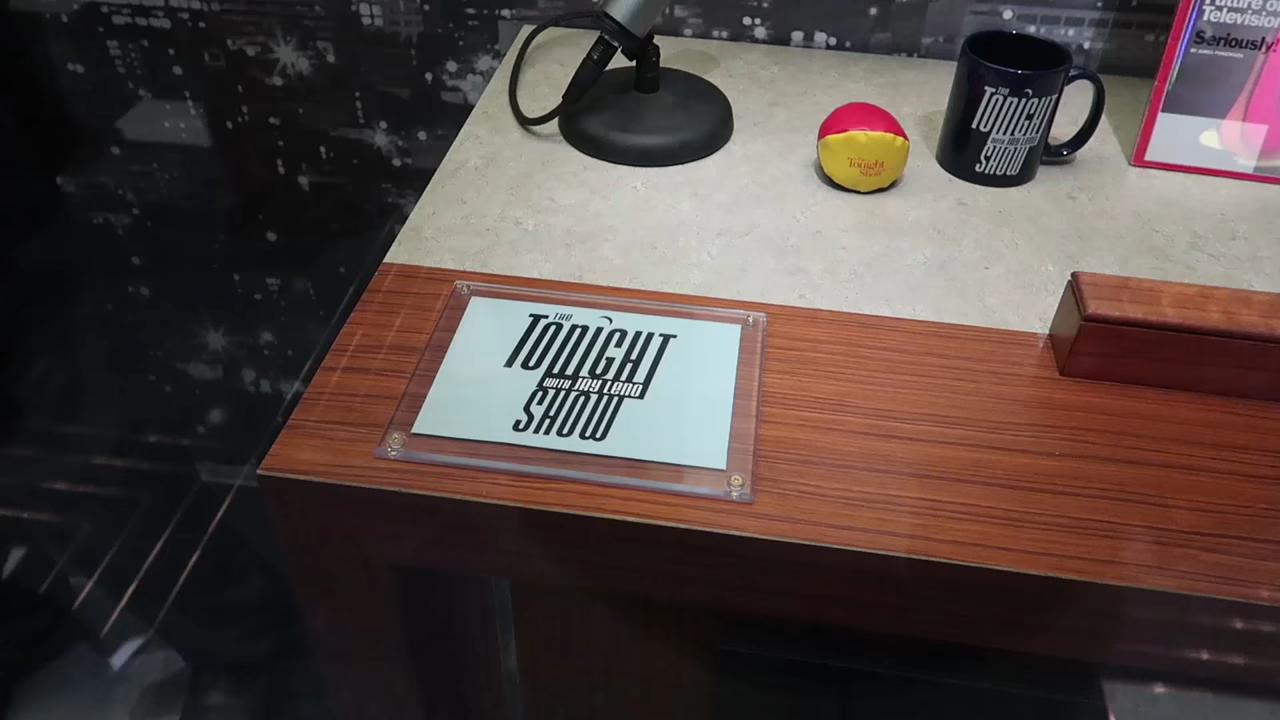 Future of
Television
Seriously!
THE
TONIGHT
WITH JAY LENO
SHOW
The
Tonight
Show
THE
TONIGHT
WITH JAY LENO
SHOW